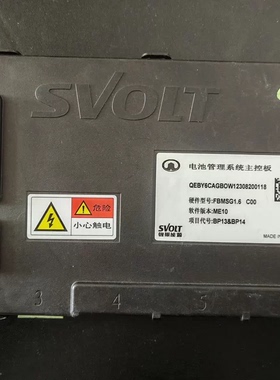 SVOLT
电池管理系统主控板
QEBY6CAGBOW12308200118
硬件型号:FBMSG1.6 C00
软件版本:ME10
项目代号:BP13&BP14
SVOLT
蜂巢能源
MADE IN
危险
小心触电
3 4 5